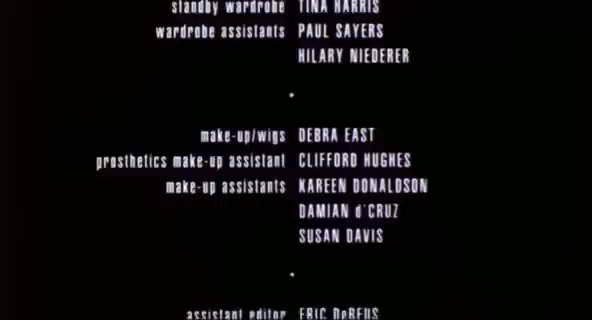 standby wardrobe TINA HARRIS
wardrobe assistants PAUL SAYERS
HILARY NIEDERER
make-up/wigs DEBRA EAST
prosthetics make-up assistant CLIFFORD HUGHES
make-up assistants KAREEN DONALDSON
DAMIAN d'CRUZ
SUSAN DAVIS
assistant editor ERIC DeBEUS